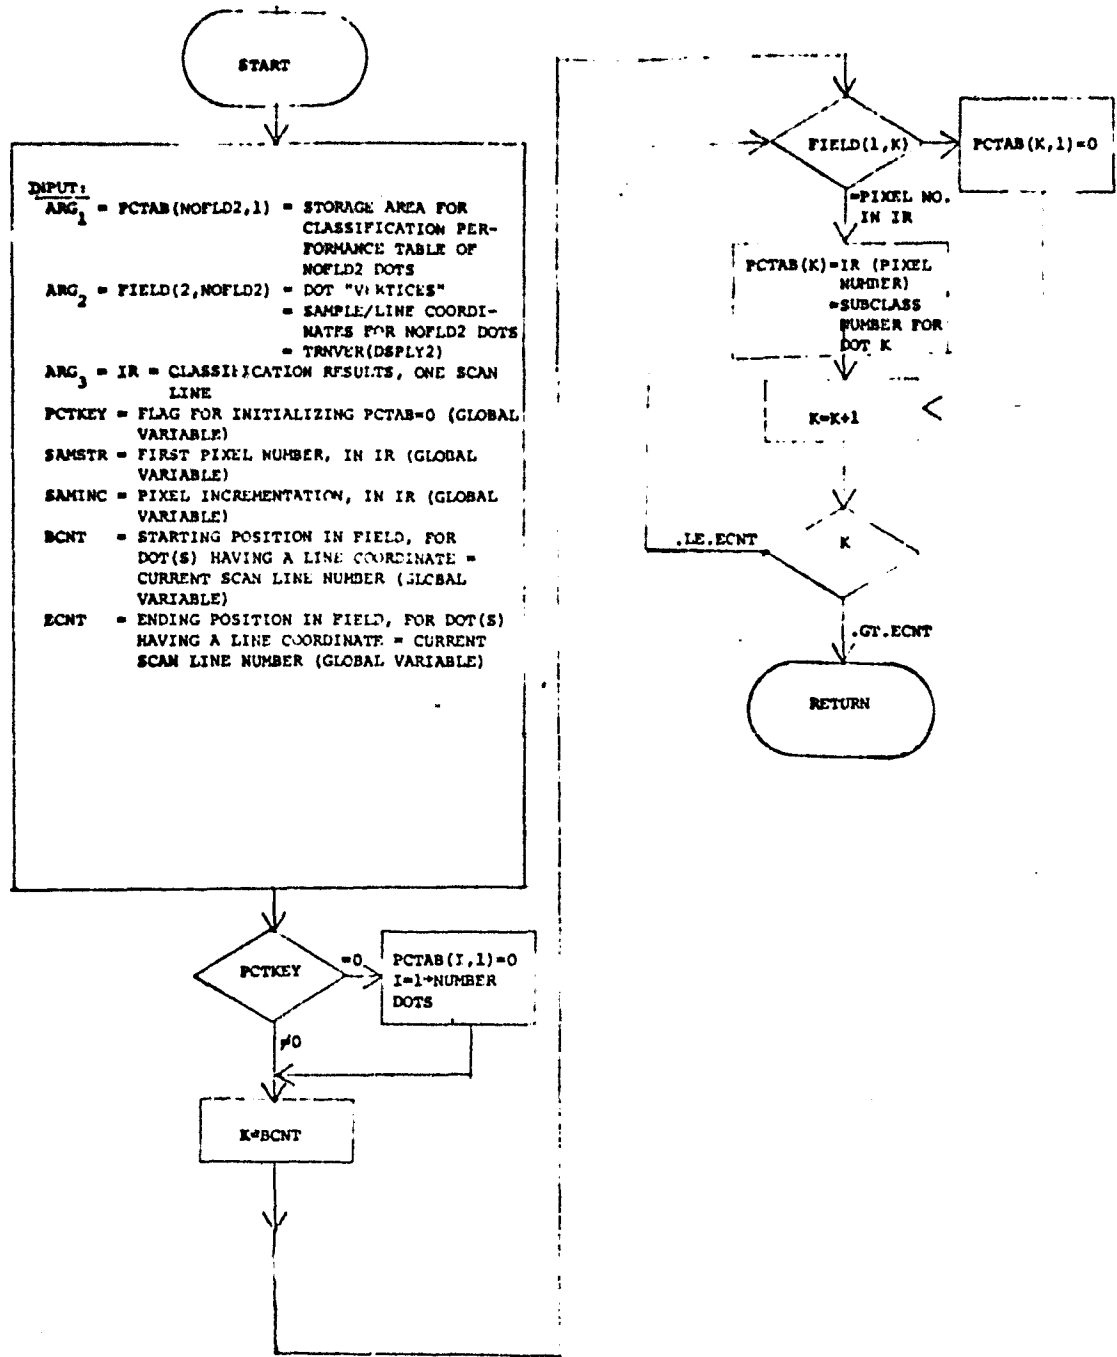 START
INPUT:
ARG1 = PCTAB(NOFLD2,1) = STORAGE AREA FOR
CLASSIFICATION PER-
FORMANCE TABLE OF
NOFLD2 DOTS
ARG2 = FIELD(2,NOFLD2) = DOT "VERTICES"
= SAMPLE/LINE COORDI-
NATES FOR NOFLD2 DOTS
= TRNVER(DSPLY2)
ARG3 = IR = CLASSIFICATION RESULTS, ONE SCAN
LINE
PCTKEY = FLAG FOR INITIALIZING PCTAB=0 (GLOBAL
VARIABLE)
SAMSTR = FIRST PIXEL NUMBER, IN IR (GLOBAL
VARIABLE)
SAMINC = PIXEL INCREMENTATION, IN IR (GLOBAL
VARIABLE)
BCNT = STARTING POSITION IN FIELD, FOR
DOT(S) HAVING A LINE COORDINATE =
CURRENT SCAN LINE NUMBER (GLOBAL
VARIABLE)
ECNT = ENDING POSITION IN FIELD, FOR DOT(S)
HAVING A LINE COORDINATE = CURRENT
SCAN LINE NUMBER (GLOBAL VARIABLE)
PCTKEY
=0
PCTAB(I,1)=0
I=1→NUMBER
DOTS
≠0
K=BCNT
FIELD(1,K)
PCTAB(K,1)=0
=PIXEL NO.
IN IR
PCTAB(K)=IR (PIXEL
NUMBER)
=SUBCLASS
NUMBER FOR
DOT K
K=K+1
K
.LE.ECNT
.GT.ECNT
RETURN